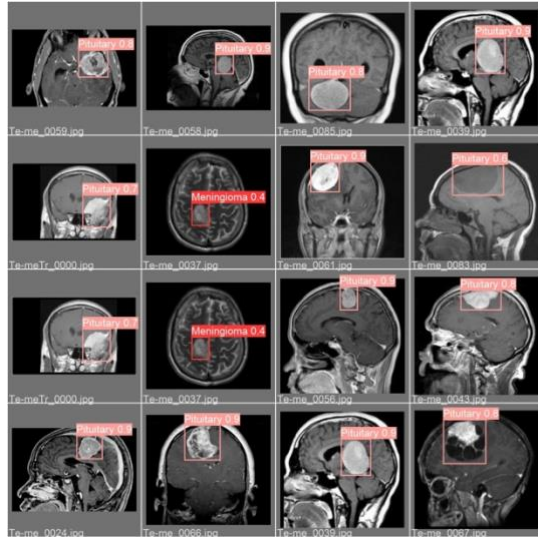 Pituitary 0.8
Te-me_0059.jpg
Pituitary 0.9
Te-me_0058.jpg
Pituitary 0.8
Te-me_0085.jpg
Pituitary 0.9
Te-me_0039.jpg
Pituitary 0.7
Te-meTr_0000.jpg
Meningioma 0.4
Te-me_0037.jpg
Pituitary 0.9
Te-me_0061.jpg
Pituitary 0.6
Te-me_0083.jpg
Pituitary 0.7
Te-meTr_0000.jpg
Meningioma 0.4
Te-me_0037.jpg
Pituitary 0.9
Te-me_0056.jpg
Pituitary 0.8
Te-me_0043.jpg
Pituitary 0.9
Te-me_0024.jpg
Pituitary 0.9
Te-me_0066.jpg
Pituitary 0.9
Te-me_0039.jpg
Pituitary 0.8
Te-me_0087.jpg